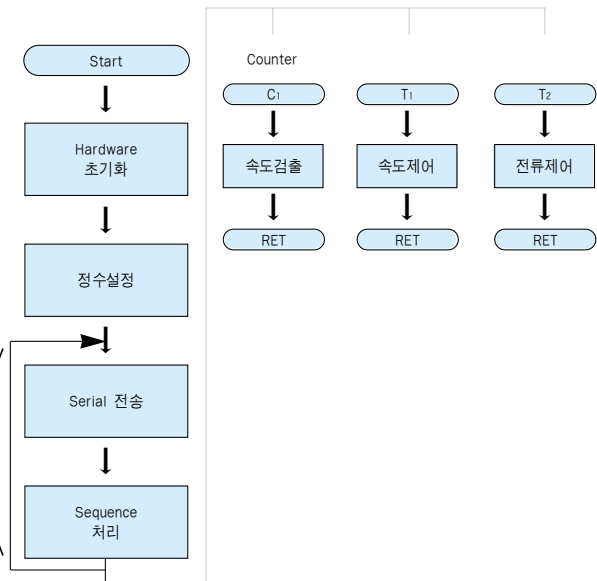 Start
Hardware
초기화
정수설정
Serial 전송
Sequence
처리
Counter
C1
T1
T2
속도검출
속도제어
전류제어
RET
RET
RET